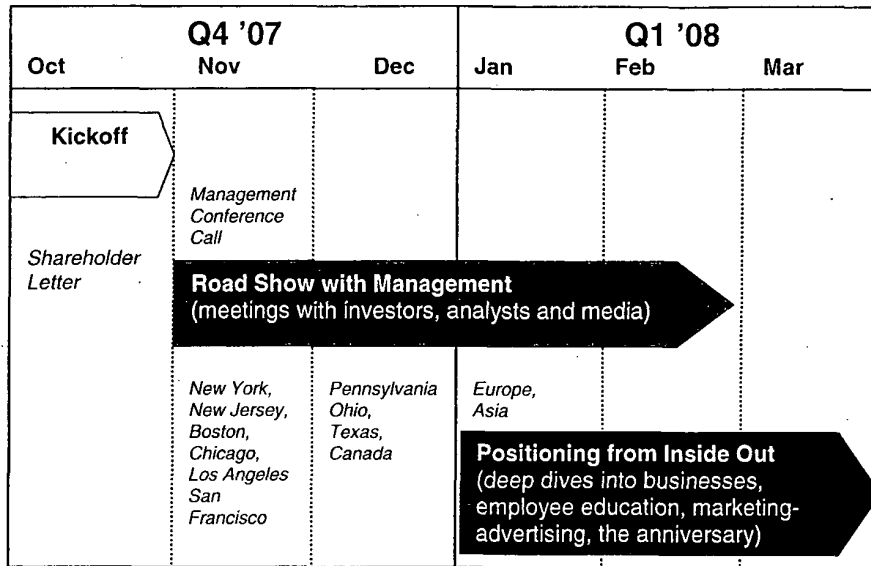 Q4 '07
Q1 '08
Oct
Nov
Dec
Jan
Feb
Mar
Kickoff
Management
Conference
Call
Shareholder
Letter
Road Show with Management
(meetings with investors, analysts and media)
New York,
New Jersey,
Boston,
Chicago,
Los Angeles
San
Francisco
Pennsylvania
Ohio,
Texas,
Canada
Europe,
Asia
Positioning from Inside Out
(deep dives into businesses,
employee education, marketing-
advertising, the anniversary)